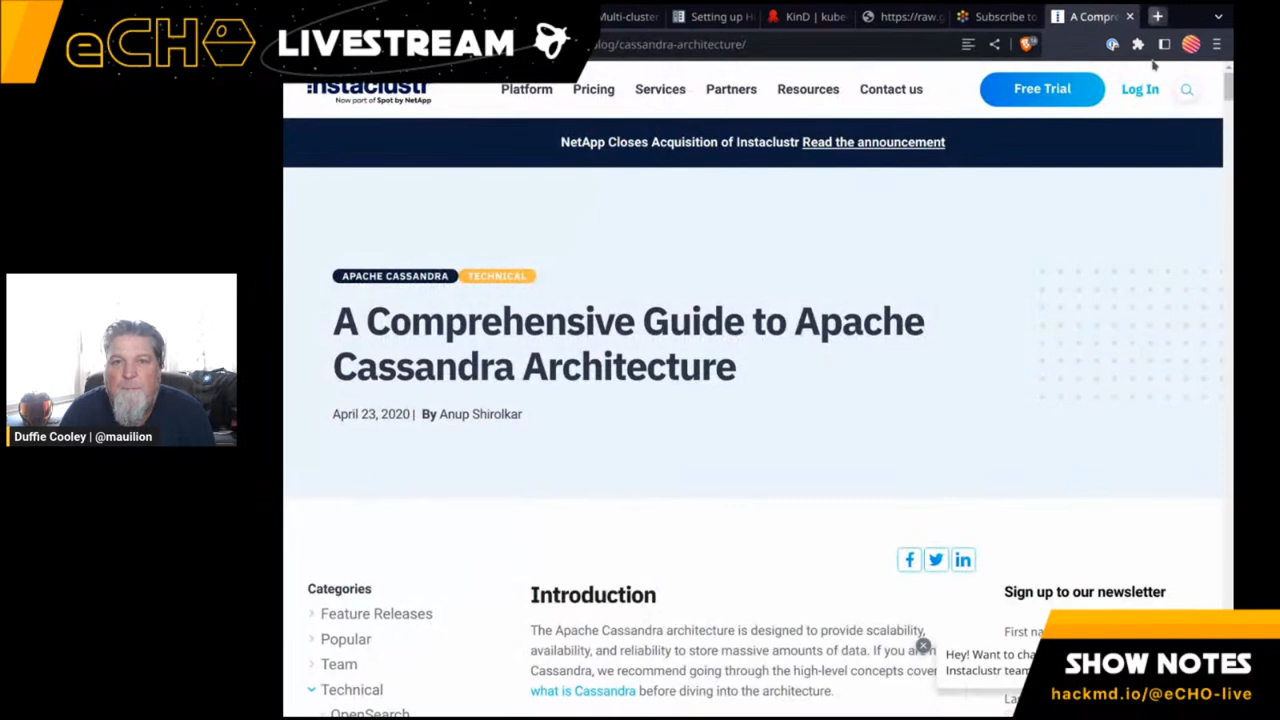 eCHO
LIVESTREAM
Multi-cluster
Setting up H
KinD | kube
https://raw.g
Subscribe to
A Compre
blog/cassandra-architecture/
instaclustr
Now part of Spot by NetApp
Platform
Pricing
Services
Partners
Resources
Contact us
Free Trial
Log In
NetApp Closes Acquisition of Instaclustr Read the announcement
APACHE CASSANDRA
TECHNICAL
A Comprehensive Guide to Apache
Cassandra Architecture
April 23, 2020 | By Anup Shirolkar
Duffie Cooley | @mauilion
Categories
Feature Releases
Popular
Team
Technical
OpenSearch
Introduction
The Apache Cassandra architecture is designed to provide scalability,
availability, and reliability to store massive amounts of data. If you are n
Cassandra, we recommend going through the high-level concepts cover
what is Cassandra before diving into the architecture.
Sign up to our newsletter
First na
Hey! Want to cha
Instaclustr team
La
SHOW NOTES
hackmd.io/@eCHO-live